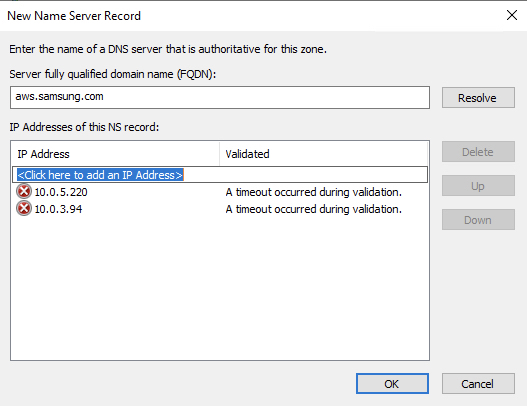 New Name Server Record
Enter the name of a DNS server that is authoritative for this zone.
Server fully qualified domain name (FQDN):
aws.samsung.com
Resolve
IP Addresses of this NS record:
IP Address Validated
Delete
<Click here to add an IP Address>
10.0.5.220 A timeout occurred during validation.
Up
10.0.3.94 A timeout occurred during validation.
Down
OK Cancel